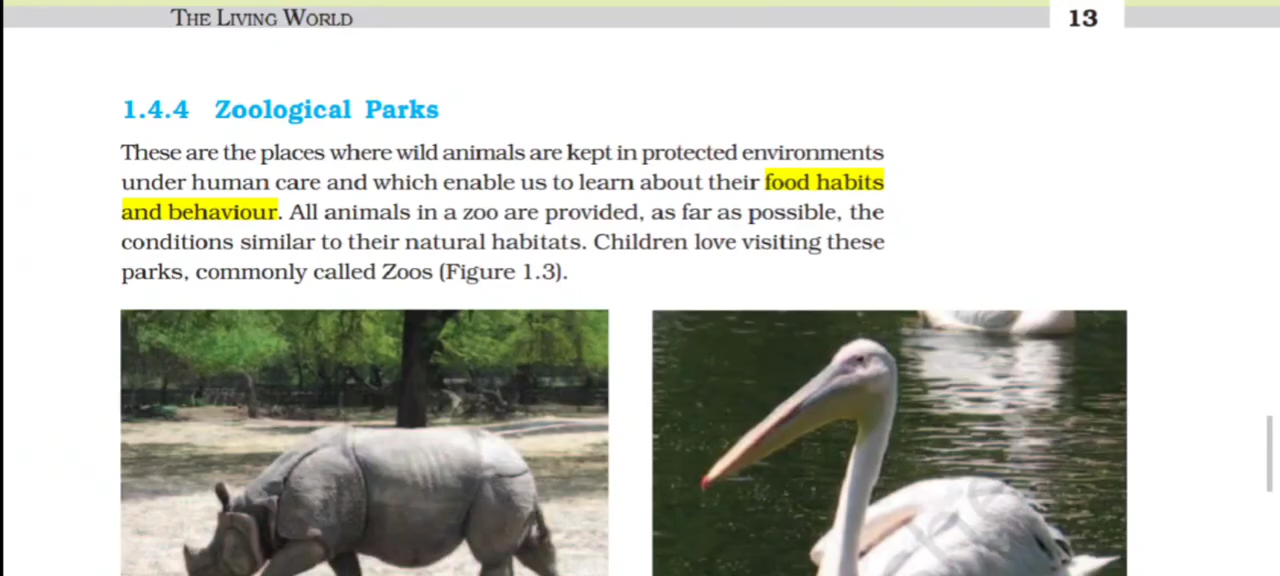 THE LIVING WORLD
13
1.4.4 Zoological Parks
These are the places where wild animals are kept in protected environments
under human care and which enable us to learn about their food habits
and behaviour. All animals in a zoo are provided, as far as possible, the
conditions similar to their natural habitats. Children love visiting these
parks, commonly called Zoos (Figure 1.3).